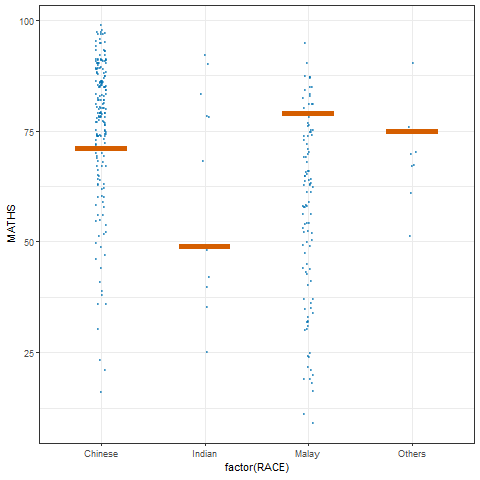 100
75
50
25
MATHS
Chinese
Indian
Malay
Others
factor(RACE)